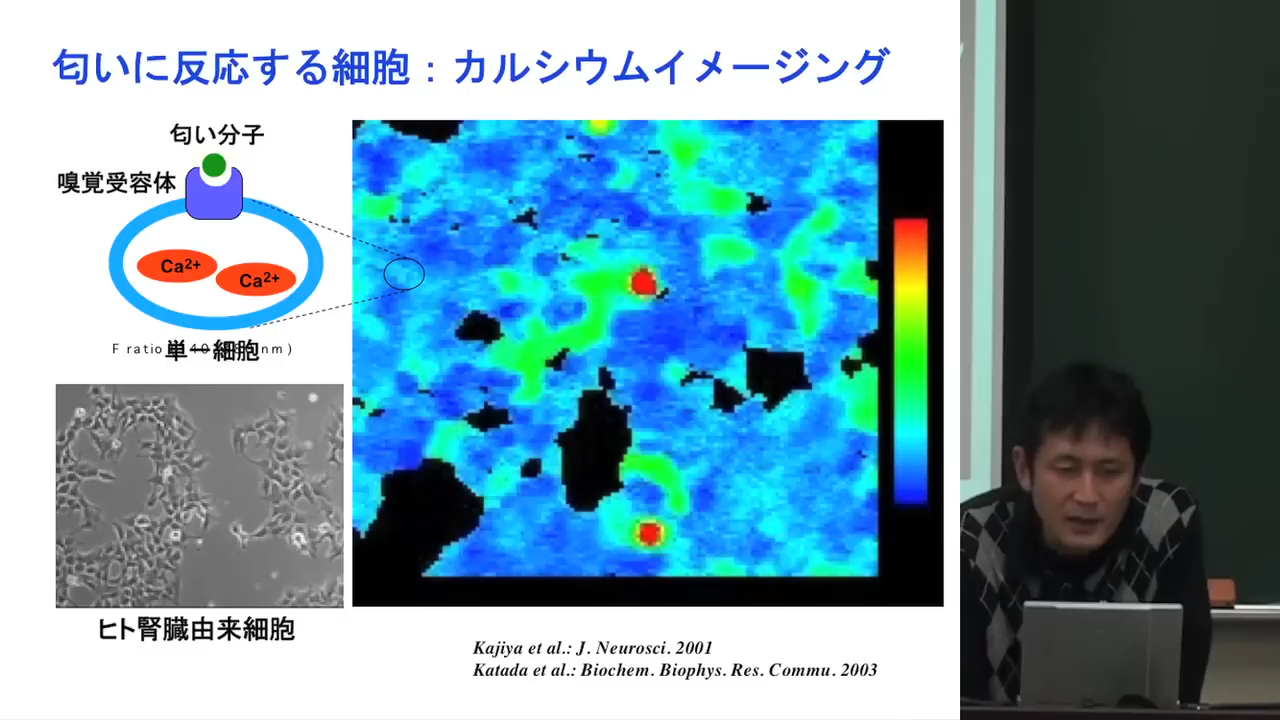 匂いに反応する細胞：カルシウムイメージング
匂い分子
嗅覚受容体
Ca2+
Ca2+
単一細胞
F ratio
nm)
ヒト腎臓由来細胞
Kajiya et al.: J. Neurosci. 2001
Katada et al.: Biochem. Biophys. Res. Commu. 2003